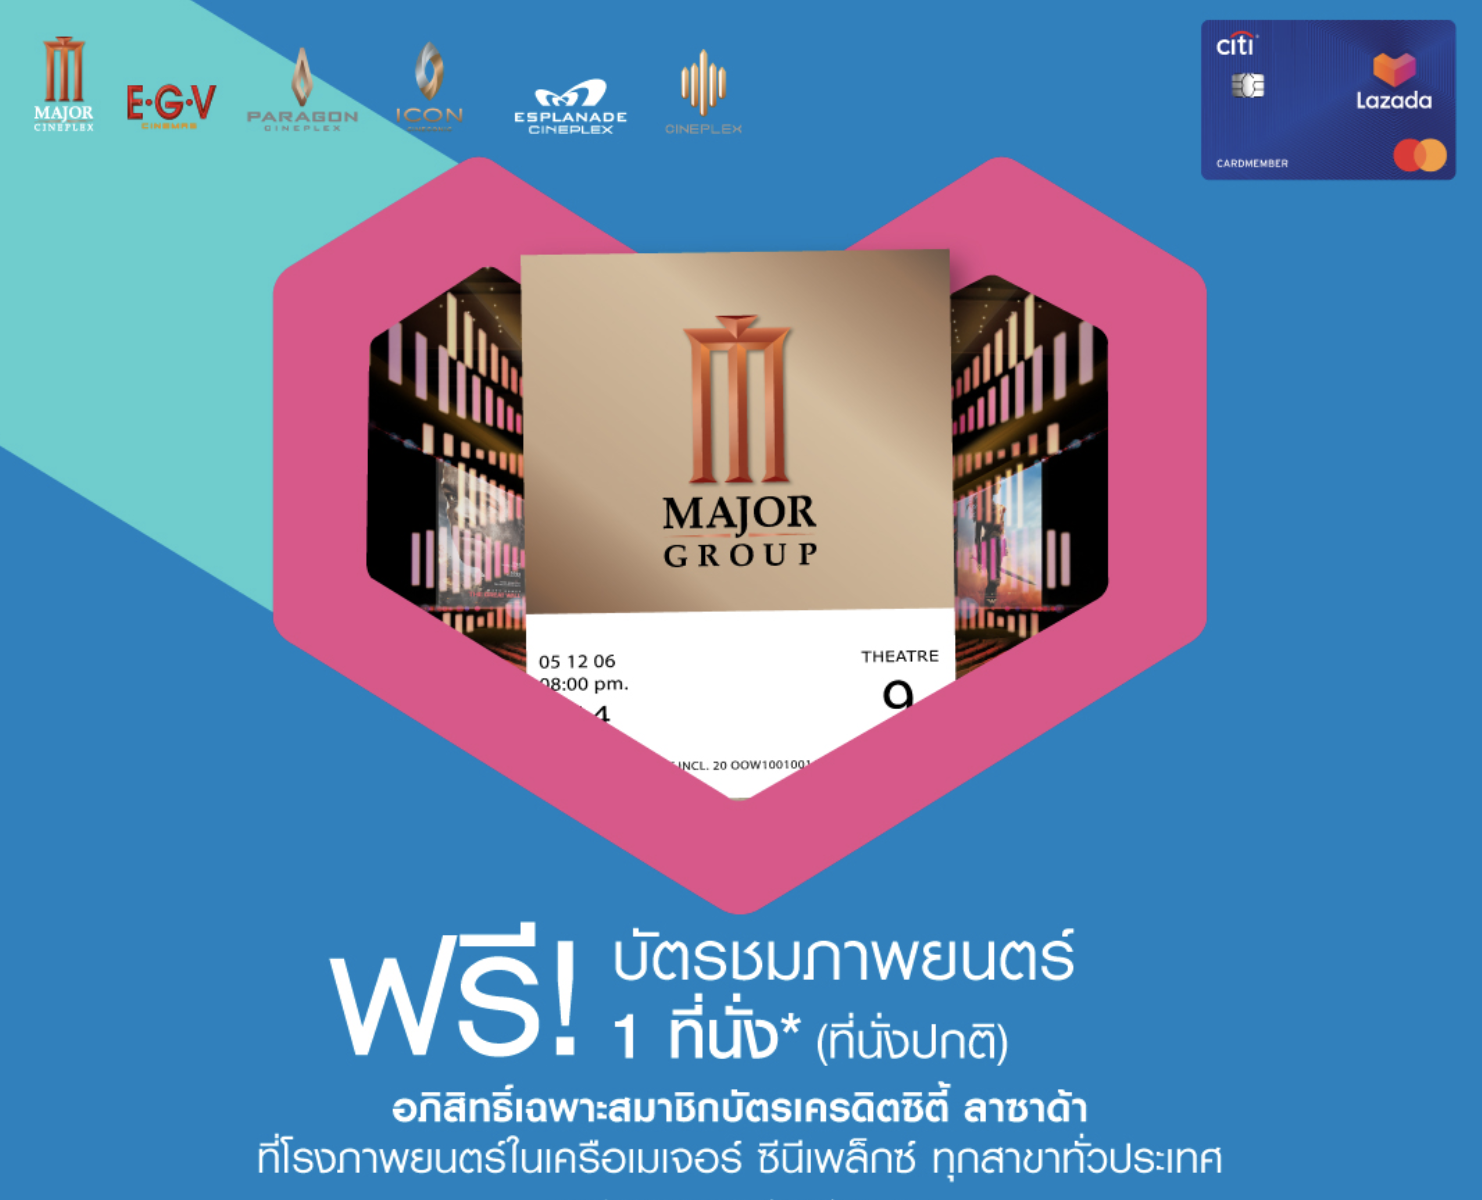 MAJOR
CINEPLEX
E·G·V
CINEMAS
PARAGON
CINEPLEX
ICON
ESPLANADE
CINEPLEX
CINEPLEX
citi
Lazada
CARDMEMBER
MAJOR
GROUP
05 12 06
08:00 pm.
4
THEATRE
9
INCL. 20 OOW1001001
ฟรี! บัตรชมภาพยนตร์
1 ที่นั่ง* (ที่นั่งปกติ)
อภิสิทธิ์เฉพาะสมาชิกบัตรเครดิตซิตี้ ลาซาด้า
ที่โรงภาพยนตร์ในเครือเมเจอร์ ซีนีเพล็กซ์ ทุกสาขาทั่วประเทศ